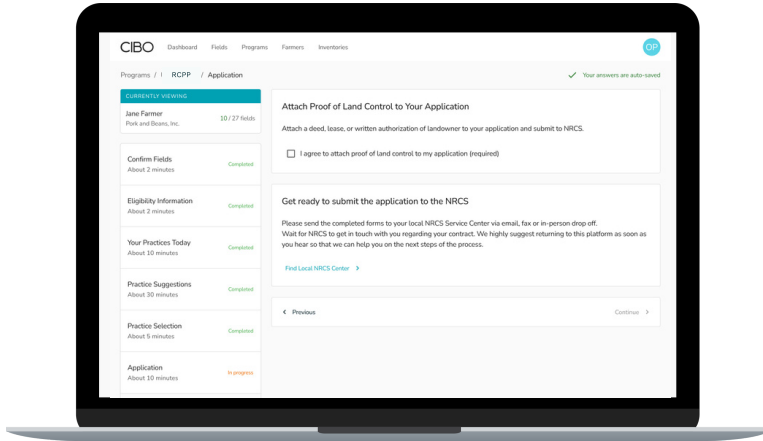 CIBO Dashboard Fields Programs Farmers Inventories OP
Programs / RCPP / Application
Your answers are auto-saved
CURRENTLY VIEWING
Jane Farmer
Pork and Beans, Inc.
10 / 27 fields
Confirm Fields
About 2 minutes
Completed
Eligibility Information
About 2 minutes
Completed
Your Practices Today
About 10 minutes
Completed
Practice Suggestions
About 30 minutes
Completed
Practice Selection
About 5 minutes
Completed
Application
About 10 minutes
In progress
Attach Proof of Land Control to Your Application
Attach a deed, lease, or written authorization of landowner to your application and submit to NRCS.
I agree to attach proof of land control to my application (required)
Get ready to submit the application to the NRCS
Please send the completed forms to your local NRCS Service Center via email, fax or in-person drop off.
Wait for NRCS to get in touch with you regarding your contract. We highly suggest returning to this platform as soon as
you hear so that we can help you on the next steps of the process.
Find Local NRCS Center >
< Previous
Continue >